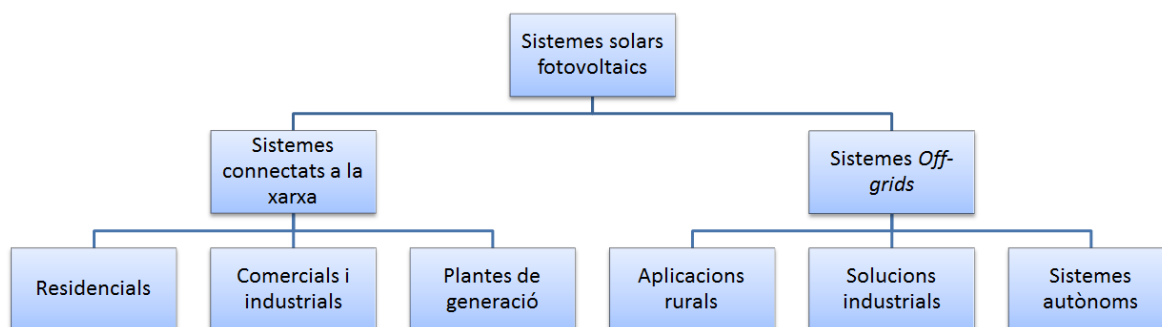 Sistemes solars
fotovoltaics
Sistemes
connectats a la
xarxa
Sistemes Off-
grids
Residencials
Comercials i
industrials
Plantes de
generació
Aplicacions
rurals
Solucions
industrials
Sistemes
autònoms